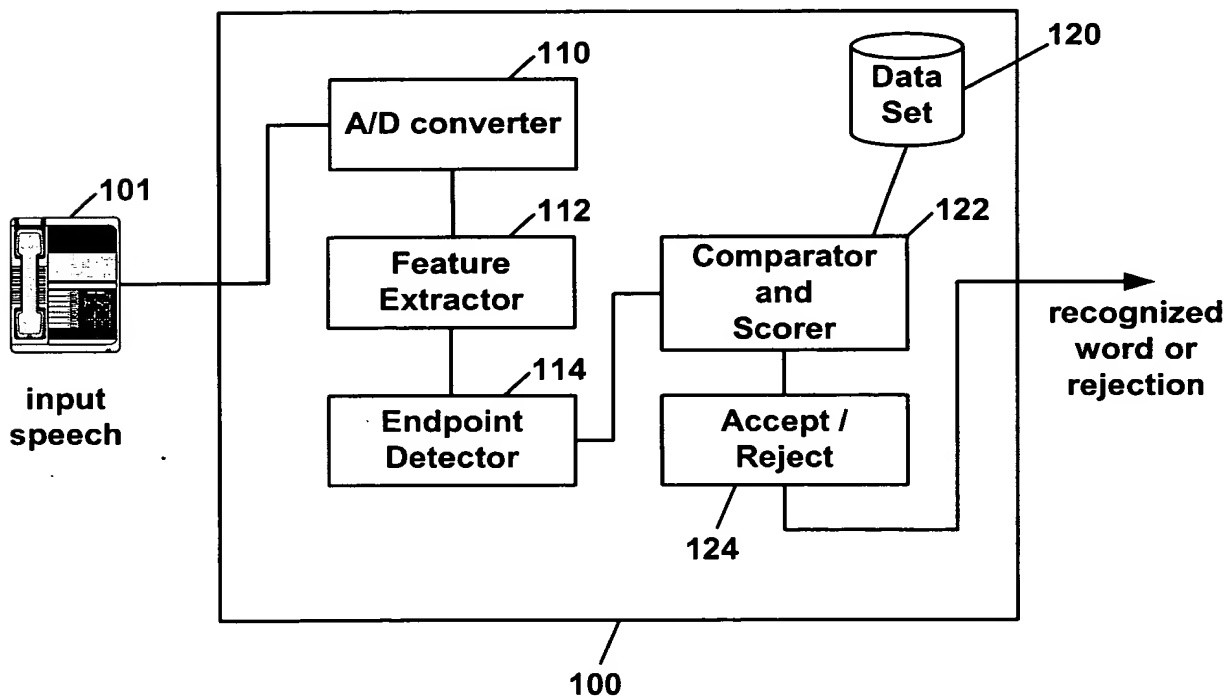 110
A/D converter
120
Data
Set
101
112
Feature
Extractor
122
Comparator
and
Scorer
114
Endpoint
Detector
Accept /
Reject
124
input
speech
recognized
word or
rejection
100